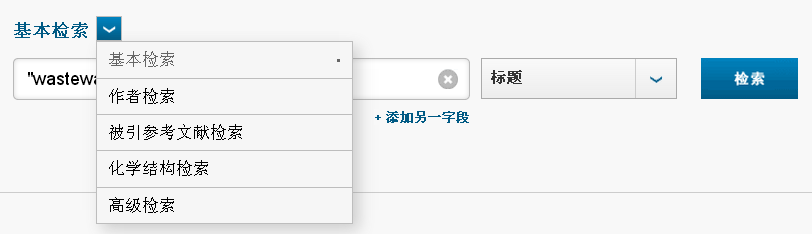 基本检索
基本检索
"wastewa
标题
检索
作者检索
+ 添加另一字段
被引参考文献检索
化学结构检索
高级检索